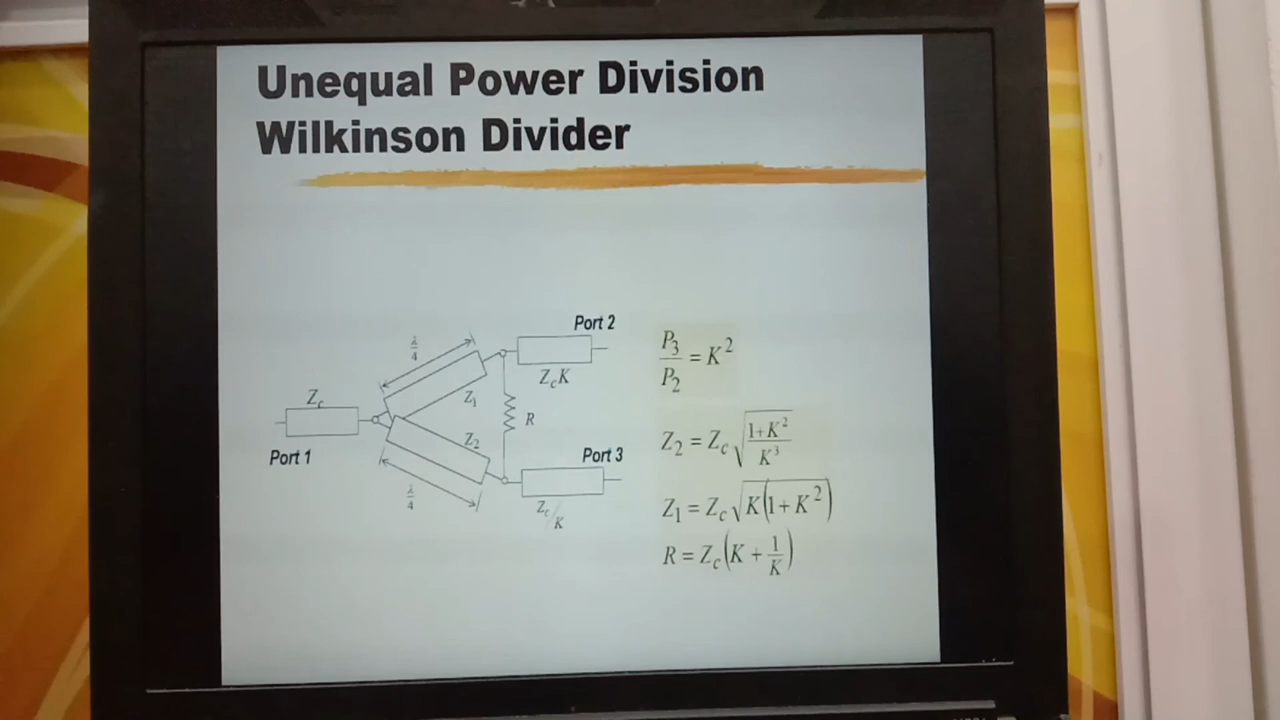 Unequal Power Division
Wilkinson Divider
Port 2
λ/4
Z_cK
Z_1
Z_c
R
Z_2
Port 1
Port 3
λ/4
Z_c/K
P_3/P_2 = K^2
Z_2 = Z_c √((1+K^2)/K^3)
Z_1 = Z_c √(K(1+K^2))
R = Z_c(K + 1/K)